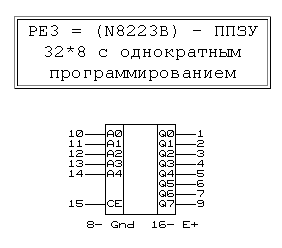 РЕ3 = (N8223B) - ППЗУ
32*8 с однократным
программированием
10 A0 Q0 1
11 A1 Q1 2
12 A2 Q2 3
13 A3 Q3 4
14 A4 Q4 5
Q5 6
Q6 7
15 CE Q7 9
8- Gnd 16- E+